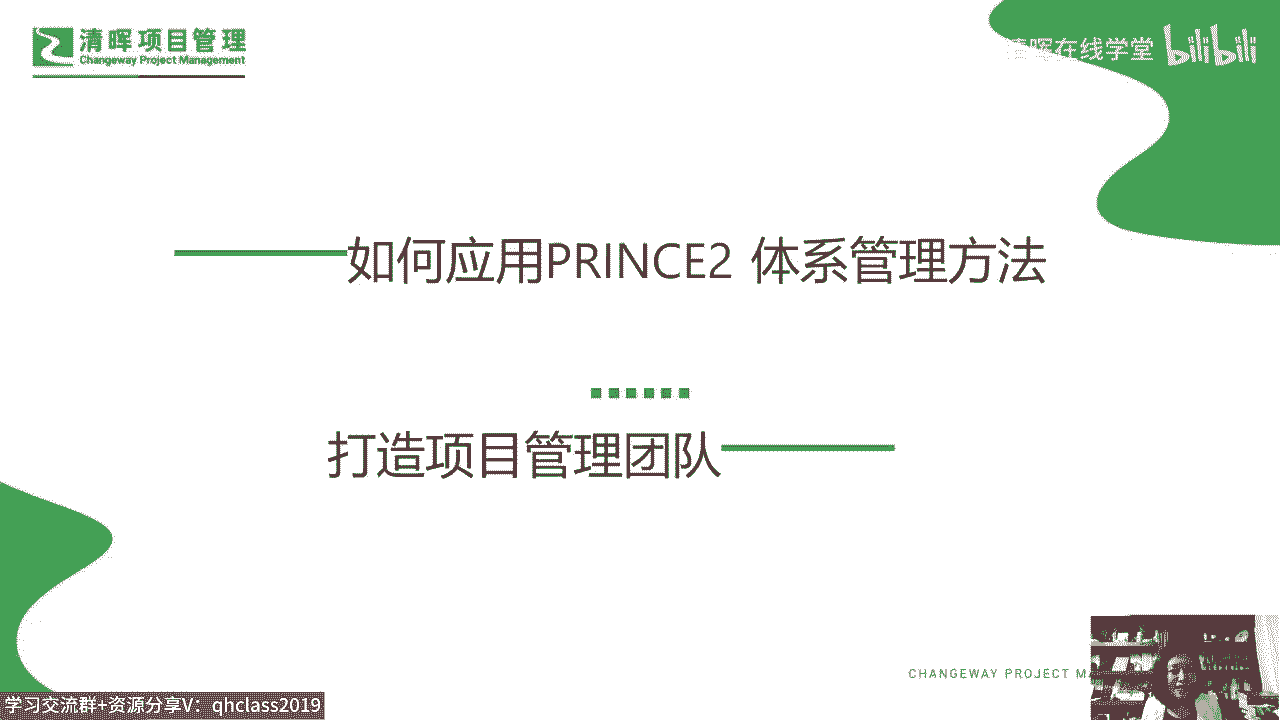 清晖项目管理
Changeway Project Management
清晖在线学堂 bilibili
如何应用PRINCE2 体系管理方法
打造项目管理团队
CHANGEWAY PROJECT MA
学习交流群+资源分享V：qhclass2019